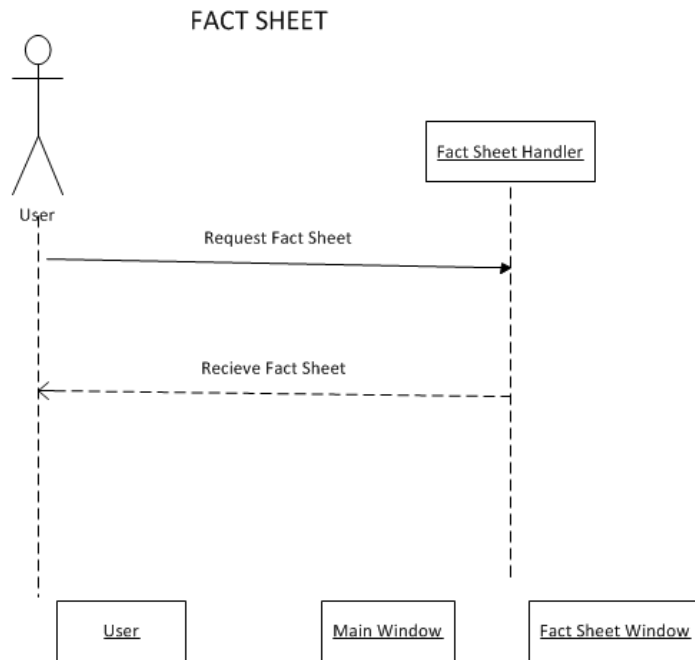 FACT SHEET
Fact Sheet Handler
User
Request Fact Sheet
Recieve Fact Sheet
User
Main Window
Fact Sheet Window